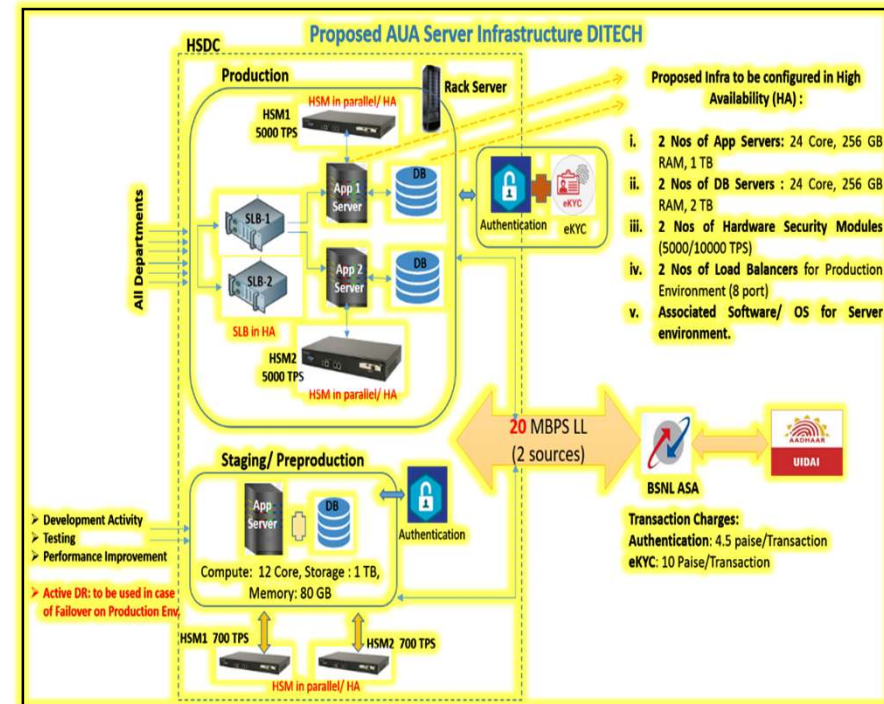 Proposed AUA Server Infrastructure DITECH
HSDC
Production
HSM in parallel/ HA
HSM1
5000 TPS
Rack Server
App 1
Server
DB
SLB-1
SLB-2
SLB in HA
App 2
Server
DB
HSM2
5000 TPS
HSM in parallel/ HA
All Departments
Authentication
eKYC
eKYC
Proposed Infra to be configured in High
Availability (HA) :
i. 2 Nos of App Servers: 24 Core, 256 GB
RAM, 1 TB
ii. 2 Nos of DB Servers : 24 Core, 256 GB
RAM, 2 TB
iii. 2 Nos of Hardware Security Modules
(5000/10000 TPS)
iv. 2 Nos of Load Balancers for Production
Environment (8 port)
v. Associated Software/ OS for Server
environment.
20 MBPS LL
(2 sources)
BSNL ASA
AADHAAR
UIDAI
Transaction Charges:
Authentication: 4.5 paise/Transaction
eKYC: 10 Paise/Transaction
Staging/ Preproduction
App
Server
DB
Authentication
Compute: 12 Core, Storage : 1 TB,
Memory: 80 GB
➢ Development Activity
➢ Testing
➢ Performance Improvement
➢ Active DR: to be used in case
of Failover on Production Env.
HSM1 700 TPS
HSM2 700 TPS
HSM in parallel/ HA